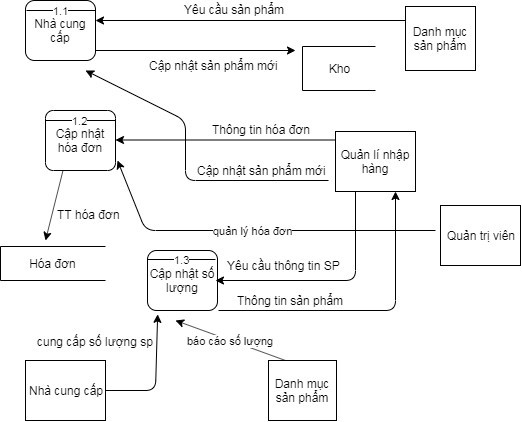 1.1
Nhà cung
cấp
Yêu cầu sản phẩm
Danh mục
sản phẩm
Cập nhật sản phẩm mới
Kho
1.2
Cập nhật
hóa đơn
Thông tin hóa đơn
Quản lí nhập
hàng
Cập nhật sản phẩm mới
TT hóa đơn
quản lý hóa đơn
Quản trị viên
Hóa đơn
1.3
Cập nhật số
lượng
Yêu cầu thông tin SP
Thông tin sản phẩm
cung cấp số lượng sp
báo cáo số lượng
Nhà cung cấp
Danh mục
sản phẩm